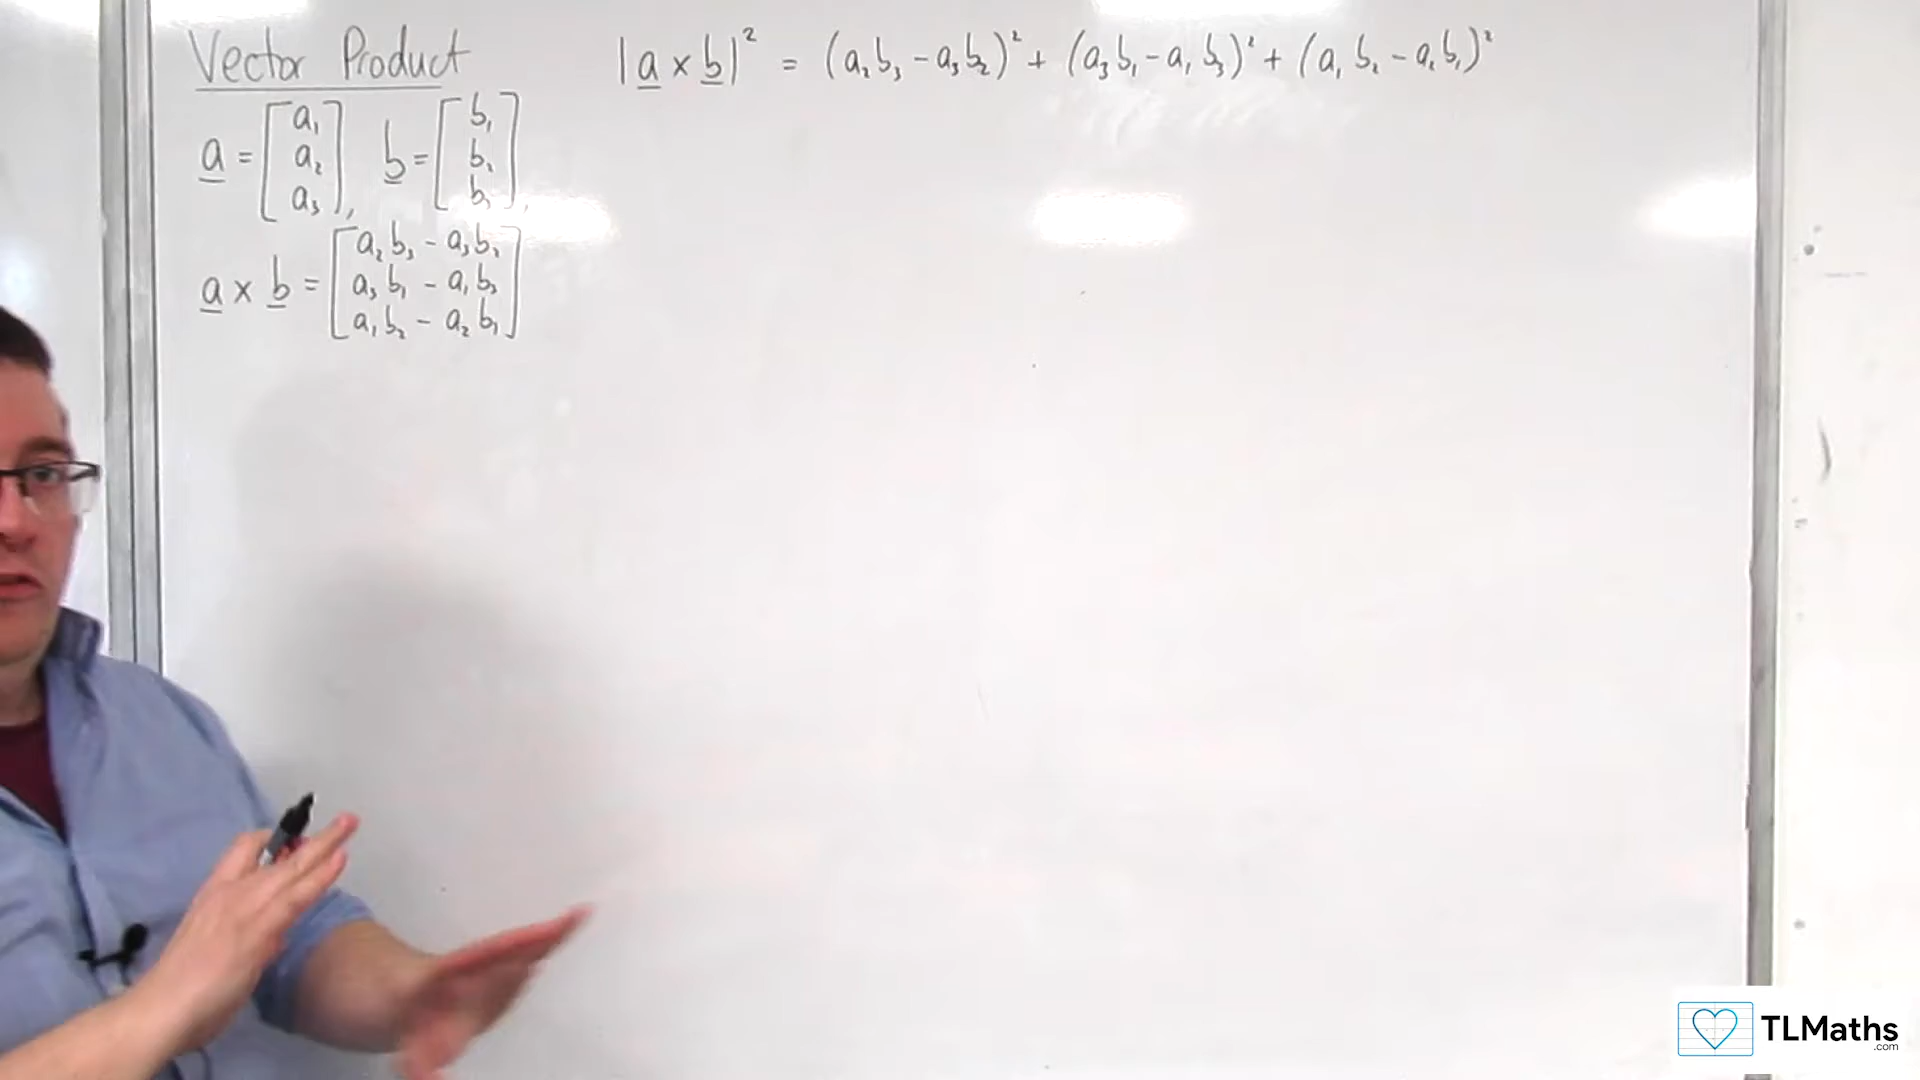 Vector Product
a = [a₁ a₂ a₃], b = [b₁ b₂ b₃],
a × b = [a₂b₃ - a₃b₂
a₃b₁ - a₁b₃
a₁b₂ - a₂b₁]
|a × b|² = (a₂b₃ - a₃b₂)² + (a₃b₁ - a₁b₃)² + (a₁b₂ - a₂b₁)²
TLMaths
.com